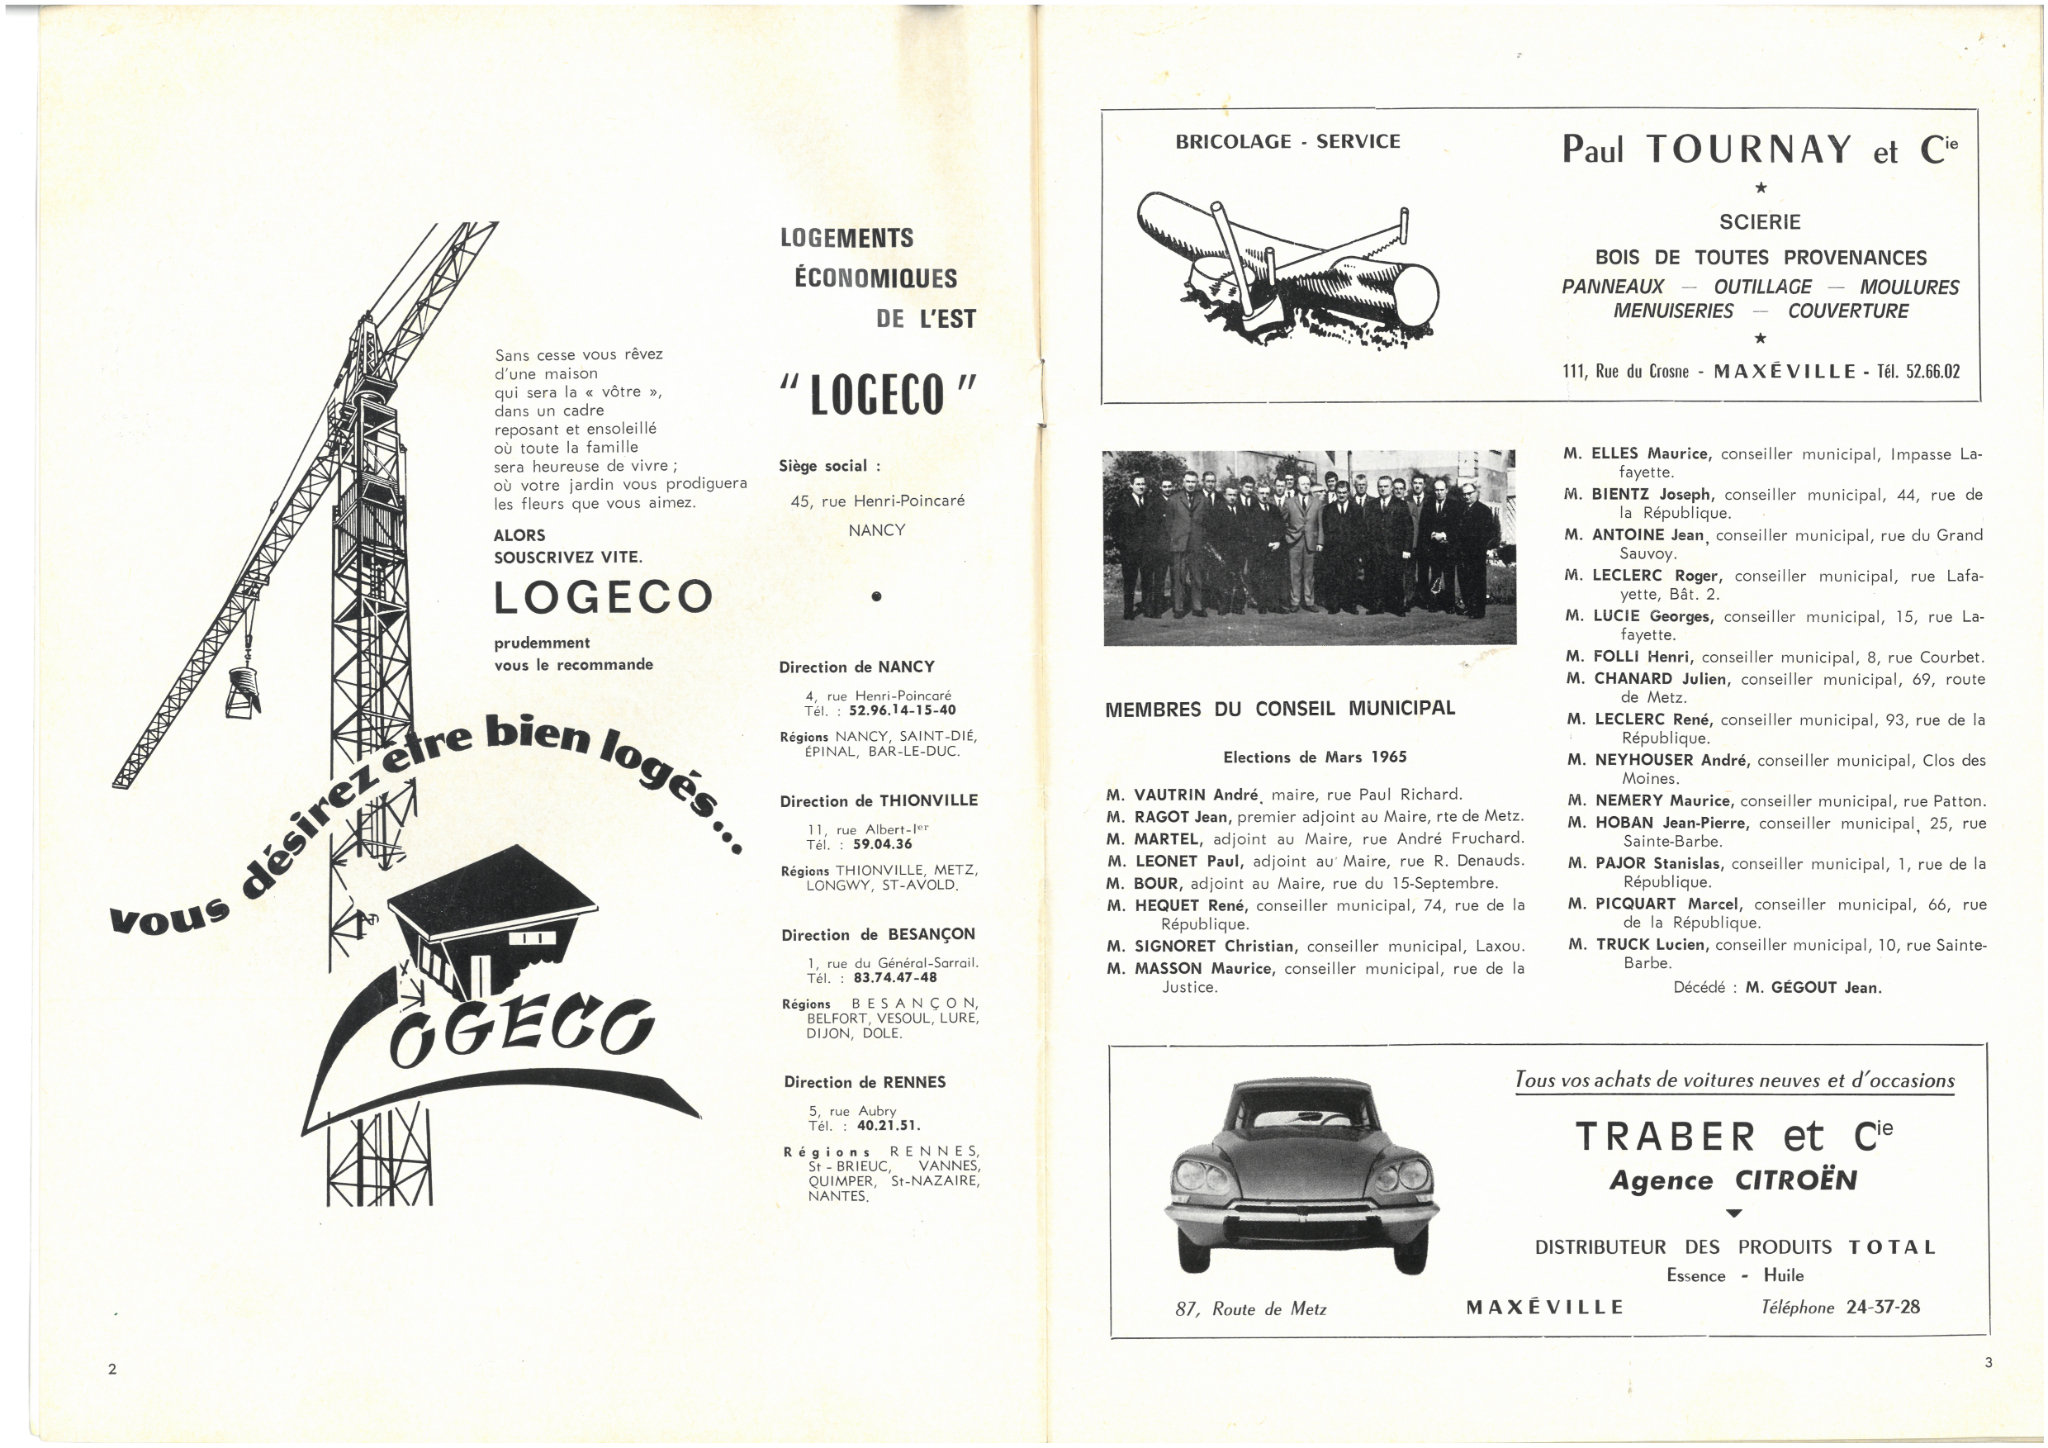 LOGEMENTS
ÉCONOMIQUES
DE L'EST
" LOGECO "
Sans cesse vous rêvez
d'une maison
qui sera la « vôtre »,
dans un cadre
reposant et ensoleillé
où toute la famille
sera heureuse de vivre ;
où votre jardin vous prodiguera
les fleurs que vous aimez.
ALORS
SOUSCRIVEZ VITE.
LOGECO
prudemment
vous le recommande
vous désirez être bien logés...
LOGECO
Siège social :
45, rue Henri-Poincaré
NANCY
Direction de NANCY
4, rue Henri-Poincaré
Tél. : 52.96.14-15-40
Régions NANCY, SAINT-DIÉ,
ÉPINAL, BAR-LE-DUC.
Direction de THIONVILLE
11, rue Albert-Ier
Tél. : 59.04.36
Régions THIONVILLE, METZ,
LONGWY, ST-AVOLD.
Direction de BESANÇON
1, rue du Général-Sarrail.
Tél. : 83.74.47-48
Régions BESANÇON,
BELFORT, VESOUL, LURE,
DIJON, DOLE.
Direction de RENNES
5, rue Aubry
Tél. : 40.21.51.
Régions RENNES,
St - BRIEUC, VANNES,
QUIMPER, St-NAZAIRE,
NANTES.
2
BRICOLAGE - SERVICE
Paul TOURNAY et Cie
★
SCIERIE
BOIS DE TOUTES PROVENANCES
PANNEAUX — OUTILLAGE — MOULURES
MENUISERIES — COUVERTURE
★
111, Rue du Crosne - MAXÉVILLE - Tél. 52.66.02
MEMBRES DU CONSEIL MUNICIPAL
Elections de Mars 1965
M. VAUTRIN André, maire, rue Paul Richard.
M. RAGOT Jean, premier adjoint au Maire, rte de Metz.
M. MARTEL, adjoint au Maire, rue André Fruchard.
M. LEONET Paul, adjoint au Maire, rue R. Denauds.
M. BOUR, adjoint au Maire, rue du 15-Septembre.
M. HEQUET René, conseiller municipal, 74, rue de la
République.
M. SIGNORET Christian, conseiller municipal, Laxou.
M. MASSON Maurice, conseiller municipal, rue de la
Justice.
M. ELLES Maurice, conseiller municipal, Impasse La-
fayette.
M. BIENTZ Joseph, conseiller municipal, 44, rue de
la République.
M. ANTOINE Jean, conseiller municipal, rue du Grand
Sauvoy.
M. LECLERC Roger, conseiller municipal, rue Lafa-
yette, Bât. 2.
M. LUCIE Georges, conseiller municipal, 15, rue La-
fayette.
M. FOLLI Henri, conseiller municipal, 8, rue Courbet.
M. CHANARD Julien, conseiller municipal, 69, route
de Metz.
M. LECLERC René, conseiller municipal, 93, rue de la
République.
M. NEYHOUSER André, conseiller municipal, Clos des
Moines.
M. NEMERY Maurice, conseiller municipal, rue Patton.
M. HOBAN Jean-Pierre, conseiller municipal, 25, rue
Sainte-Barbe.
M. PAJOR Stanislas, conseiller municipal, 1, rue de la
République.
M. PICQUART Marcel, conseiller municipal, 66, rue
de la République.
M. TRUCK Lucien, conseiller municipal, 10, rue Sainte-
Barbe.
Décédé : M. GÉGOUT Jean.
Tous vos achats de voitures neuves et d'occasions
TRABER et Cie
Agence CITROËN
DISTRIBUTEUR DES PRODUITS TOTAL
Essence - Huile
87, Route de Metz MAXÉVILLE Téléphone 24-37-28
3